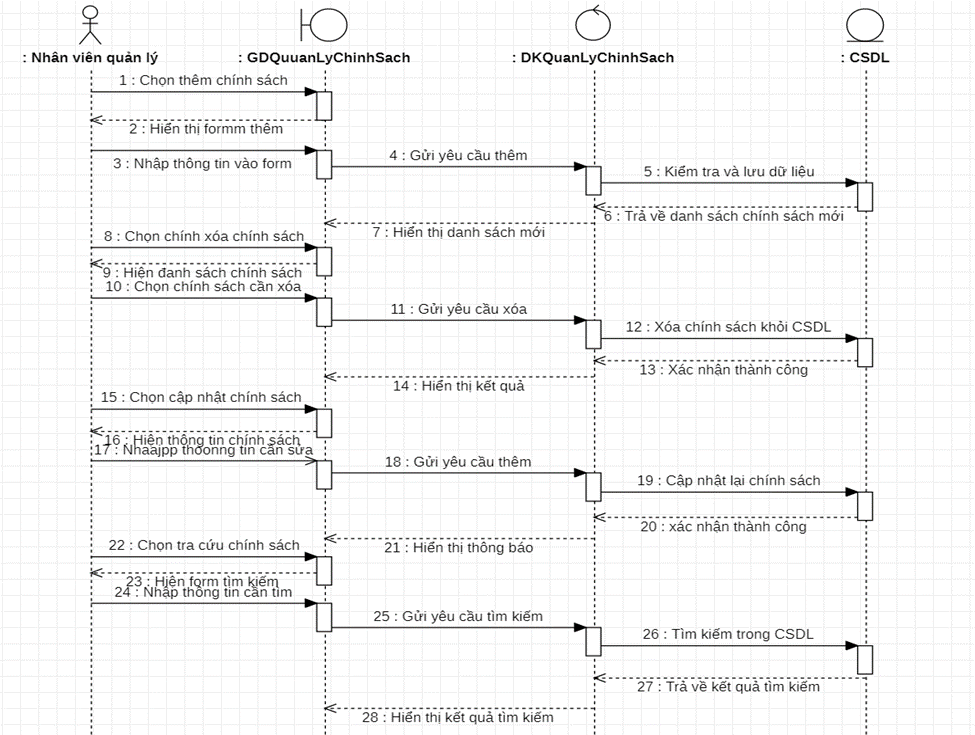 : Nhân viên quản lý
: GDQuuanLyChinhSach
: DKQuanLyChinhSach
: CSDL
1 : Chọn thêm chính sách
2 : Hiển thị formm thêm
3 : Nhập thông tin vào form
4 : Gửi yêu cầu thêm
5 : Kiểm tra và lưu dữ liệu
6 : Trả về danh sách chính sách mới
7 : Hiển thị danh sách mới
8 : Chọn chính xóa chính sách
9 : Hiện đanh sách chính sách
10 : Chọn chính sách cần xóa
11 : Gửi yêu cầu xóa
12 : Xóa chính sách khỏi CSDL
13 : Xác nhận thành công
14 : Hiển thị kết quả
15 : Chọn cập nhật chính sách
16 : Hiện thông tin chính sách
17 : Nhaajpp thoonng tin cần sửa
18 : Gửi yêu cầu thêm
19 : Cập nhật lại chính sách
20 : xác nhận thành công
21 : Hiển thị thông báo
22 : Chọn tra cứu chính sách
23 : Hiện form tìm kiếm
24 : Nhập thông tin cần tìm
25 : Gửi yêu cầu tìm kiếm
26 : Tìm kiếm trong CSDL
27 : Trả về kết quả tìm kiếm
28 : Hiển thị kết quả tìm kiếm